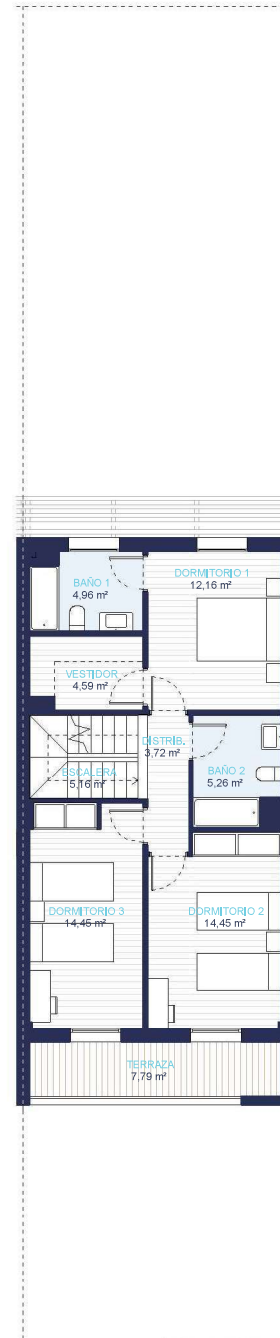 BAÑO 1
4,96 m²
DORMITORIO 1
12,16 m²
VESTIDOR
4,59 m²
DISTRIB.
3,72 m²
ESCALERA
5,16 m²
BAÑO 2
5,26 m²
DORMITORIO 3
14,45 m²
DORMITORIO 2
14,45 m²
TERRAZA
7,79 m²